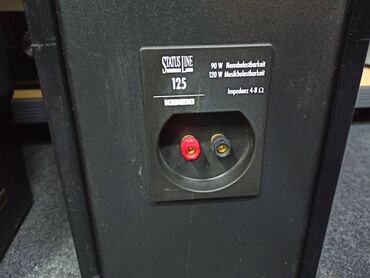 STATUS LINE
125
90 W Nennbelastbarkeit
120 W Musikbelastbarkeit
Impedanz 4-8 Ω